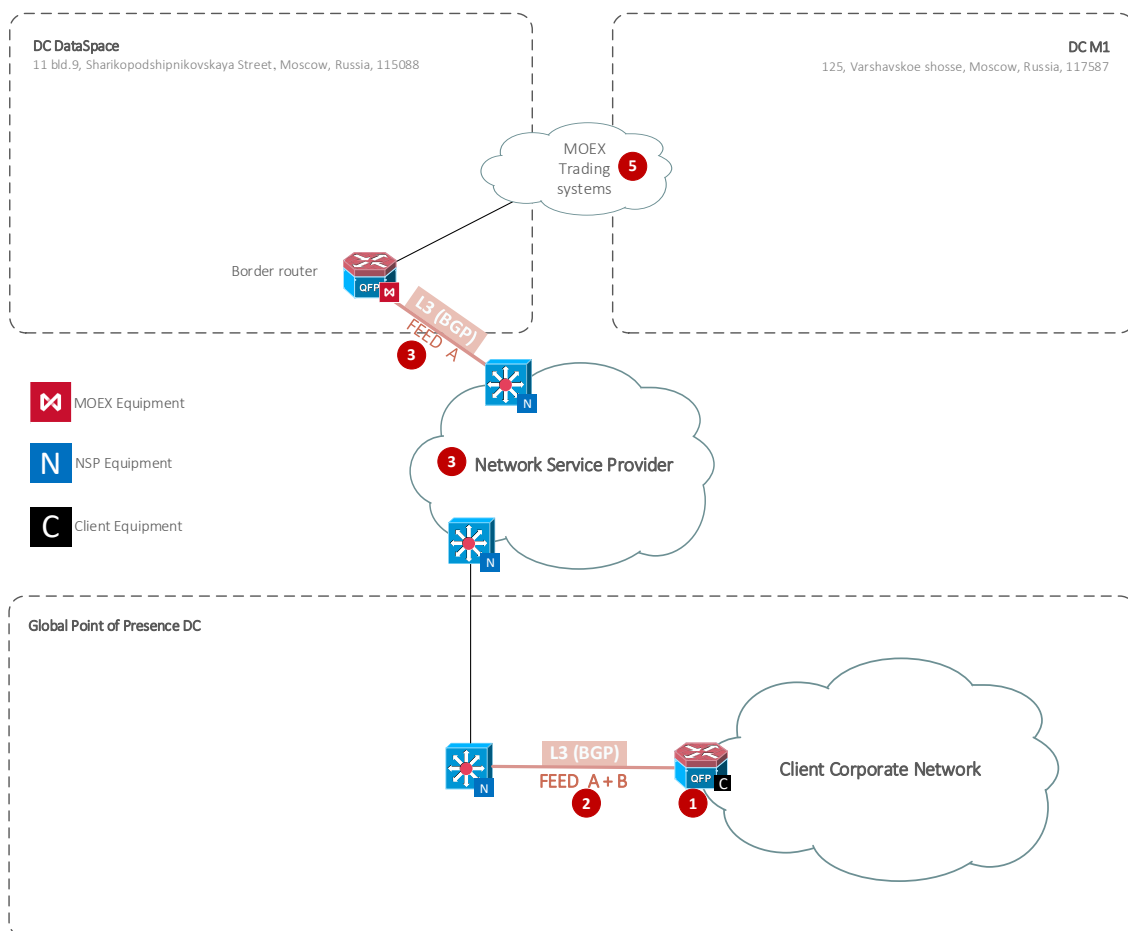 DC DataSpace
11 bld.9, Sharikopodshipnikovskaya Street, Moscow, Russia, 115088
DC M1
125, Varshavskoe shosse, Moscow, Russia, 117587
MOEX
Trading
systems
5
Border router
QFP
L3 (BGP)
FEED A
3
N
MOEX Equipment
N
NSP Equipment
C
Client Equipment
3
Network Service Provider
N
Global Point of Presence DC
L3 (BGP)
FEED A + B
2
N
QFP
C
1
Client Corporate Network